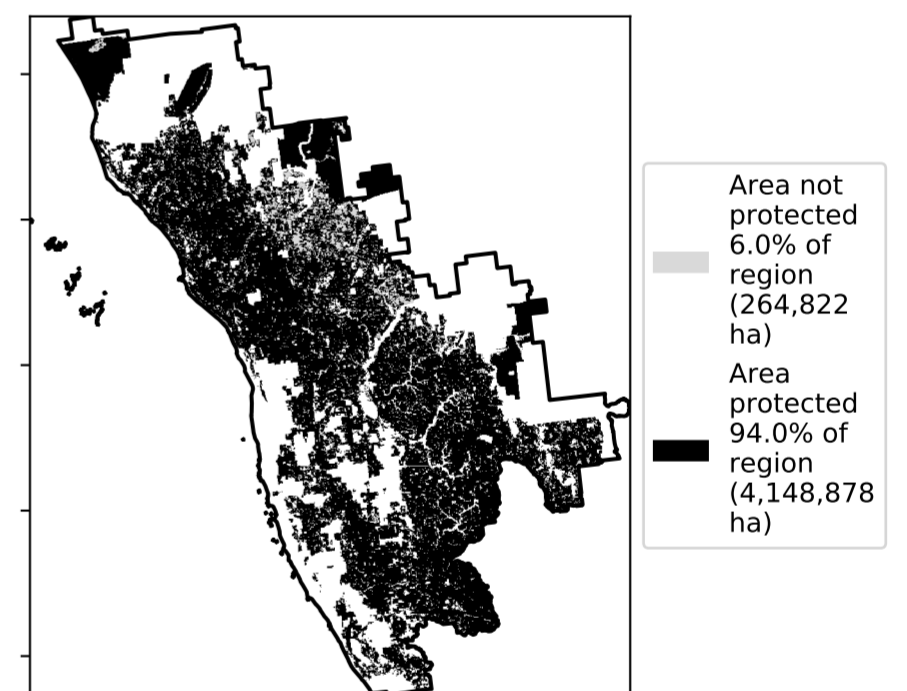 Area not
protected
6.0% of
region
(264,822
ha)
Area
protected
94.0% of
region
(4,148,878
ha)